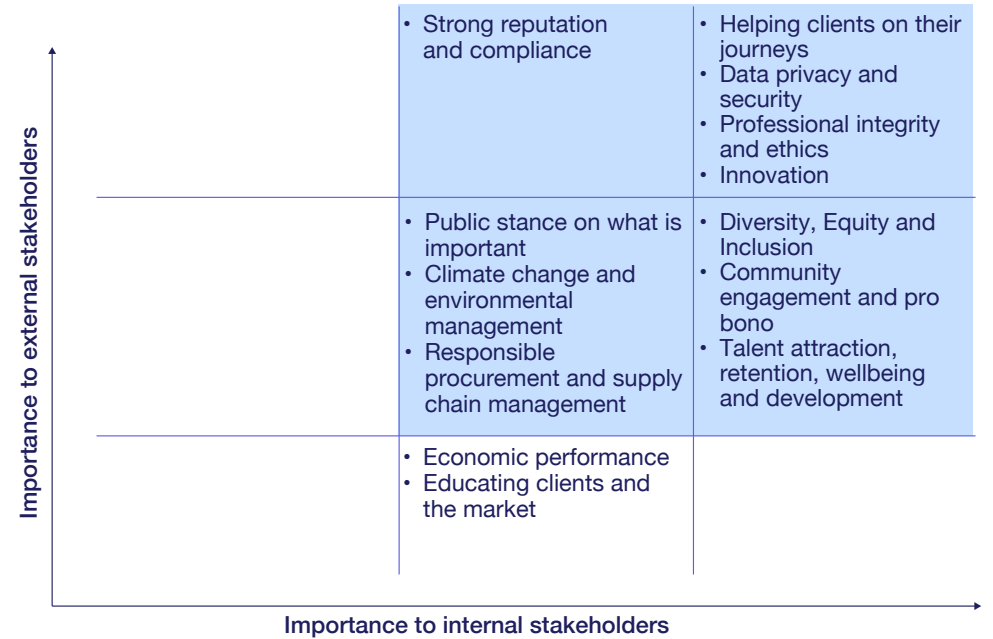 Importance to external stakeholders
• Strong reputation
and compliance
• Helping clients on their
journeys
• Data privacy and
security
• Professional integrity
and ethics
• Innovation
• Public stance on what is
important
• Climate change and
environmental
management
• Responsible
procurement and supply
chain management
• Diversity, Equity and
Inclusion
• Community
engagement and pro
bono
• Talent attraction,
retention, wellbeing
and development
• Economic performance
• Educating clients and
the market
Importance to internal stakeholders